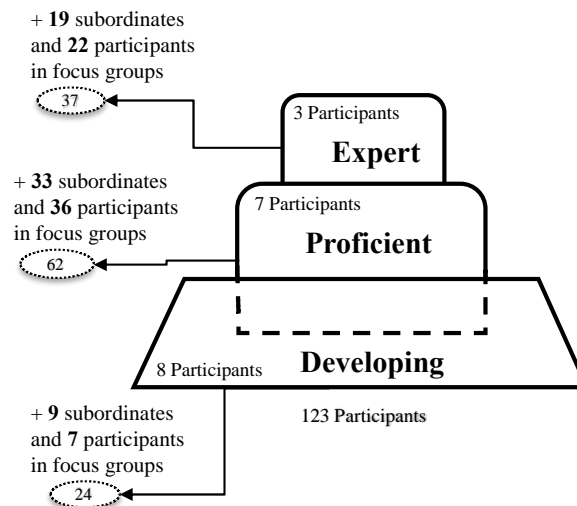 + 19 subordinates
and 22 participants
in focus groups
37
3 Participants
Expert
+ 33 subordinates
and 36 participants
in focus groups
62
7 Participants
Proficient
Developing
8 Participants
+ 9 subordinates
and 7 participants
in focus groups
24
123 Participants